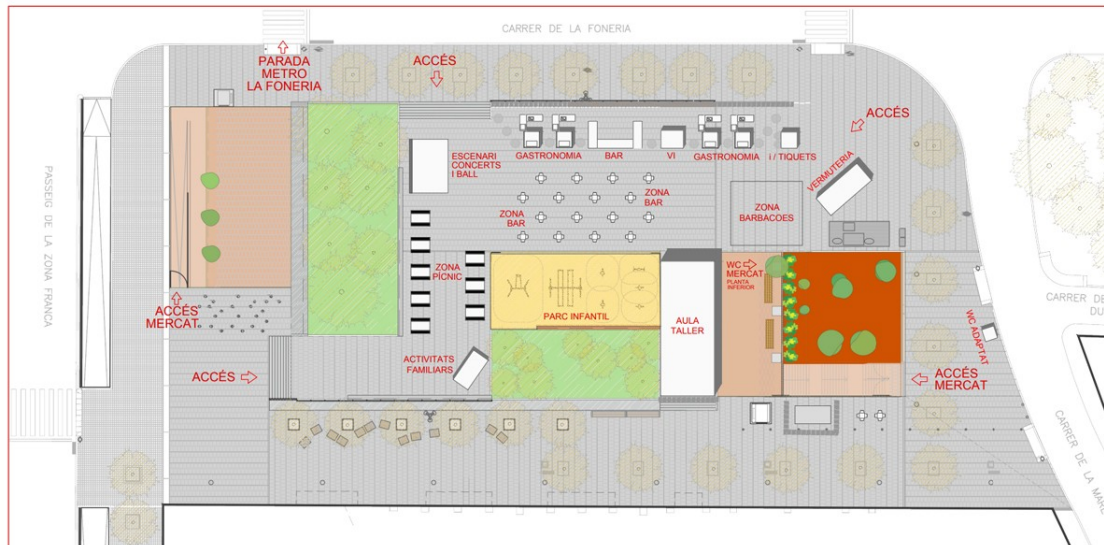 CARRER DE LA FONERIA
PARADA
METRO
LA FONERIA
ACCÉS
ACCÉS
ESCENARI
CONCERTS
I BALL
GASTRONOMIA
BAR
VI
GASTRONOMIA
I / TIQUETS
VERMUTERIA
ZONA
BAR
ZONA
BAR
ZONA
BARBACOES
PASSEIG DE LA ZONA FRANCA
ZONA
PÍCNIC
WC
MERCAT
PLANTA
INFERIOR
ACCÉS
MERCAT
PARC INFANTIL
AULA
TALLER
WC ADAPTAT
CARRER DE
DU
ACTIVITATS
FAMILIARS
ACCÉS
ACCÉS
MERCAT
CARRER DE LA MARE